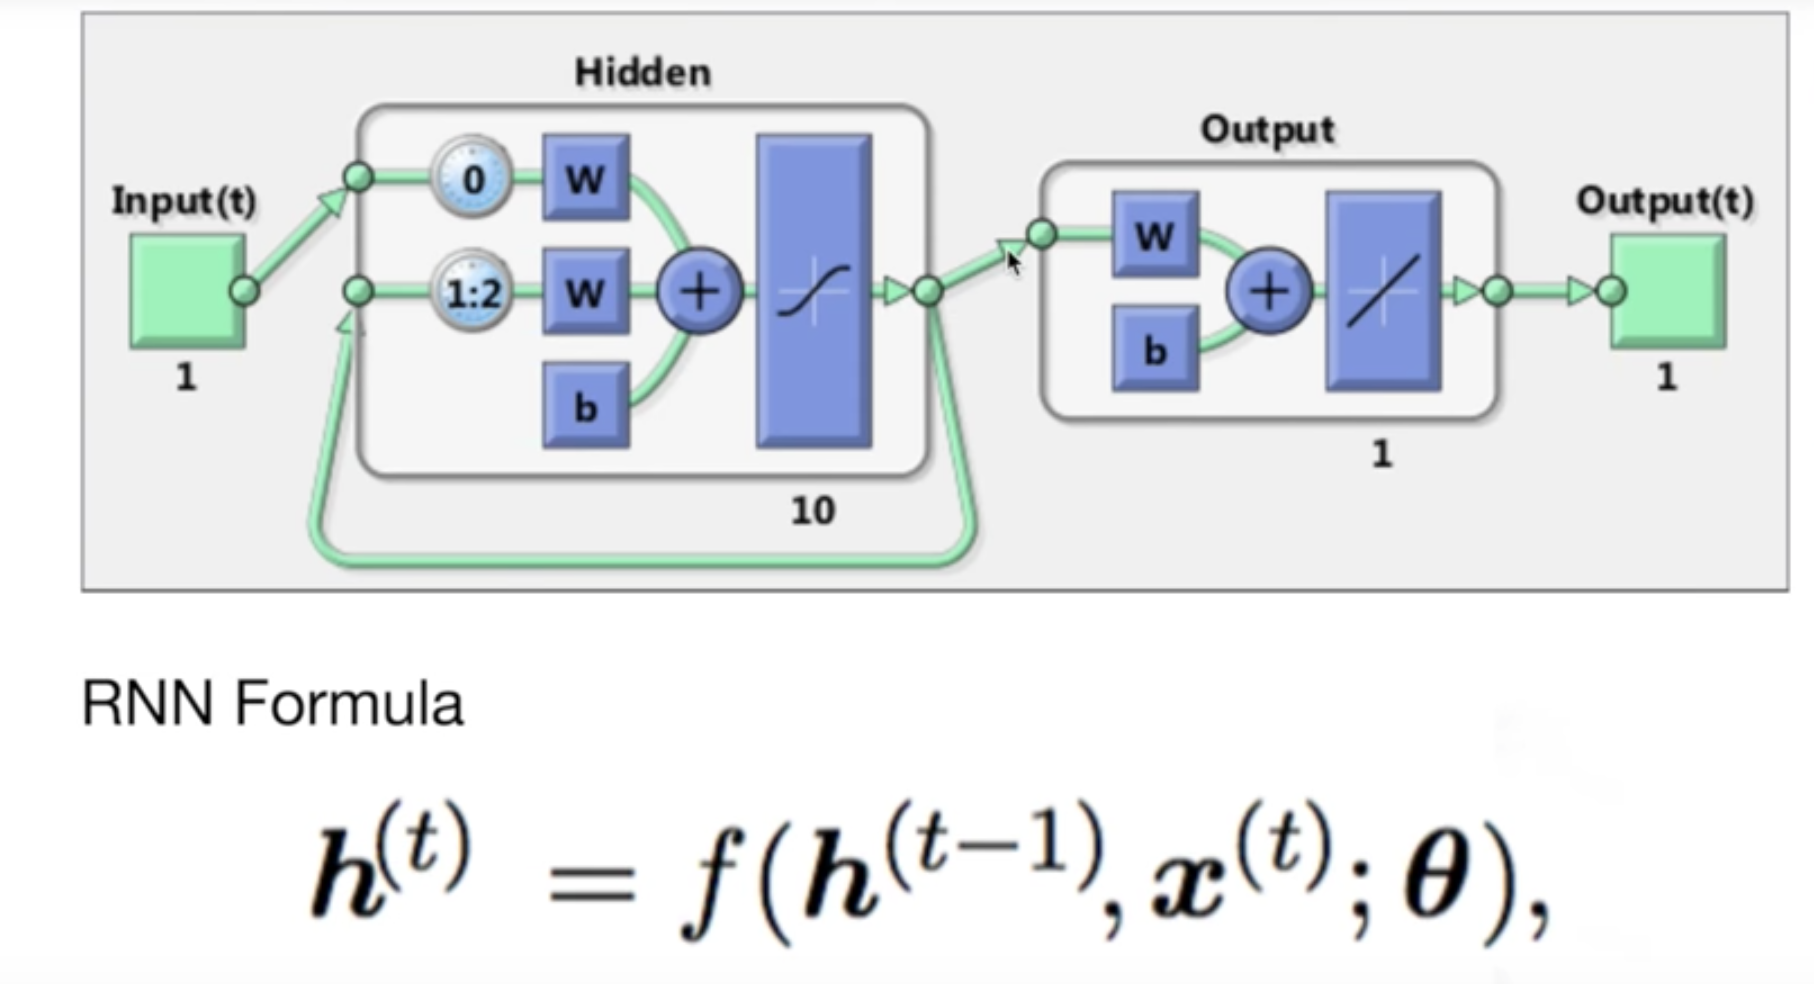 Hidden
Output
Input(t)
Output(t)
0
W
W
1:2
W
+
+
b
b
1
1
1
10
RNN Formula
h^(t) = f(h^(t−1), x^(t); θ),